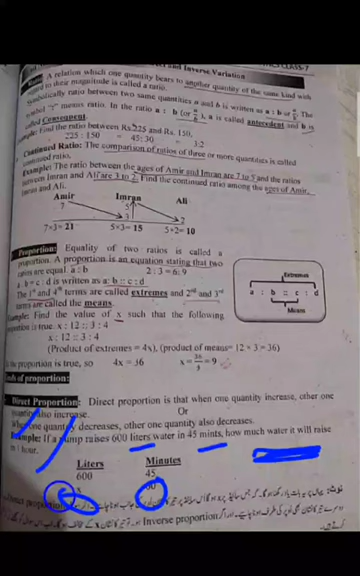 and Inverse Variation
CLASS-7
A relation which one quantity bears to another quantity of the same kind with
regard to their magnitude is called a ratio.
Symbolically ratio between two same quantities a and b is written as a : b or
symbol ":" means ratio. In the ratio a : b (or a/b), a is called antecedent and b is
called Consequent.
Example: Find the ratio between Rs.225 and Rs. 150.
225 : 150 = 45: 30
Continued Ratio: The comparison of ratios of three or more quantities is called
continued ratio.
Example: The ratio between the ages of Amir and Imran are 7 to 5 and the ratios
between Imran and Ali are 3 to 2. Find the continued ratio among the ages of Amir,
Imran and Ali.
Amir Imran Ali
7 5
3 2
7×3= 21 5×3= 15 5+2=10
Proportion: Equality of two ratios is called a
proportion. A proportion is an equation stating that two
ratios are equal. a : b 2 : 3 = 6: 9
a : b = c : d is written as a: b :: c : d
The 1st and 4th terms are called extremes and 2nd and 3rd
terms are called the means.
Extremes
a : b :: c : d
Mean
Example: Find the value of x such that the following
proportion is true: x : 12 :: 3 : 4
x : 12 :: 3 : 4
(Product of extremes = 4x), (product of means= 12 × 3 = 36)
the proportion is true, so 4x = 36 x = 36/3 = 9
Kinds of proportion:
Direct Proportion: Direct proportion is that when one quantity increase, other one
quantity also increase.
Or
When one quantity decreases, other one quantity also decreases.
Example: If a pump raises 600 liters water in 45 mints, how much water it will raise
in 1 hour.
Liters Minutes
600 45
x 60
Direct proportion
Inverse proportion